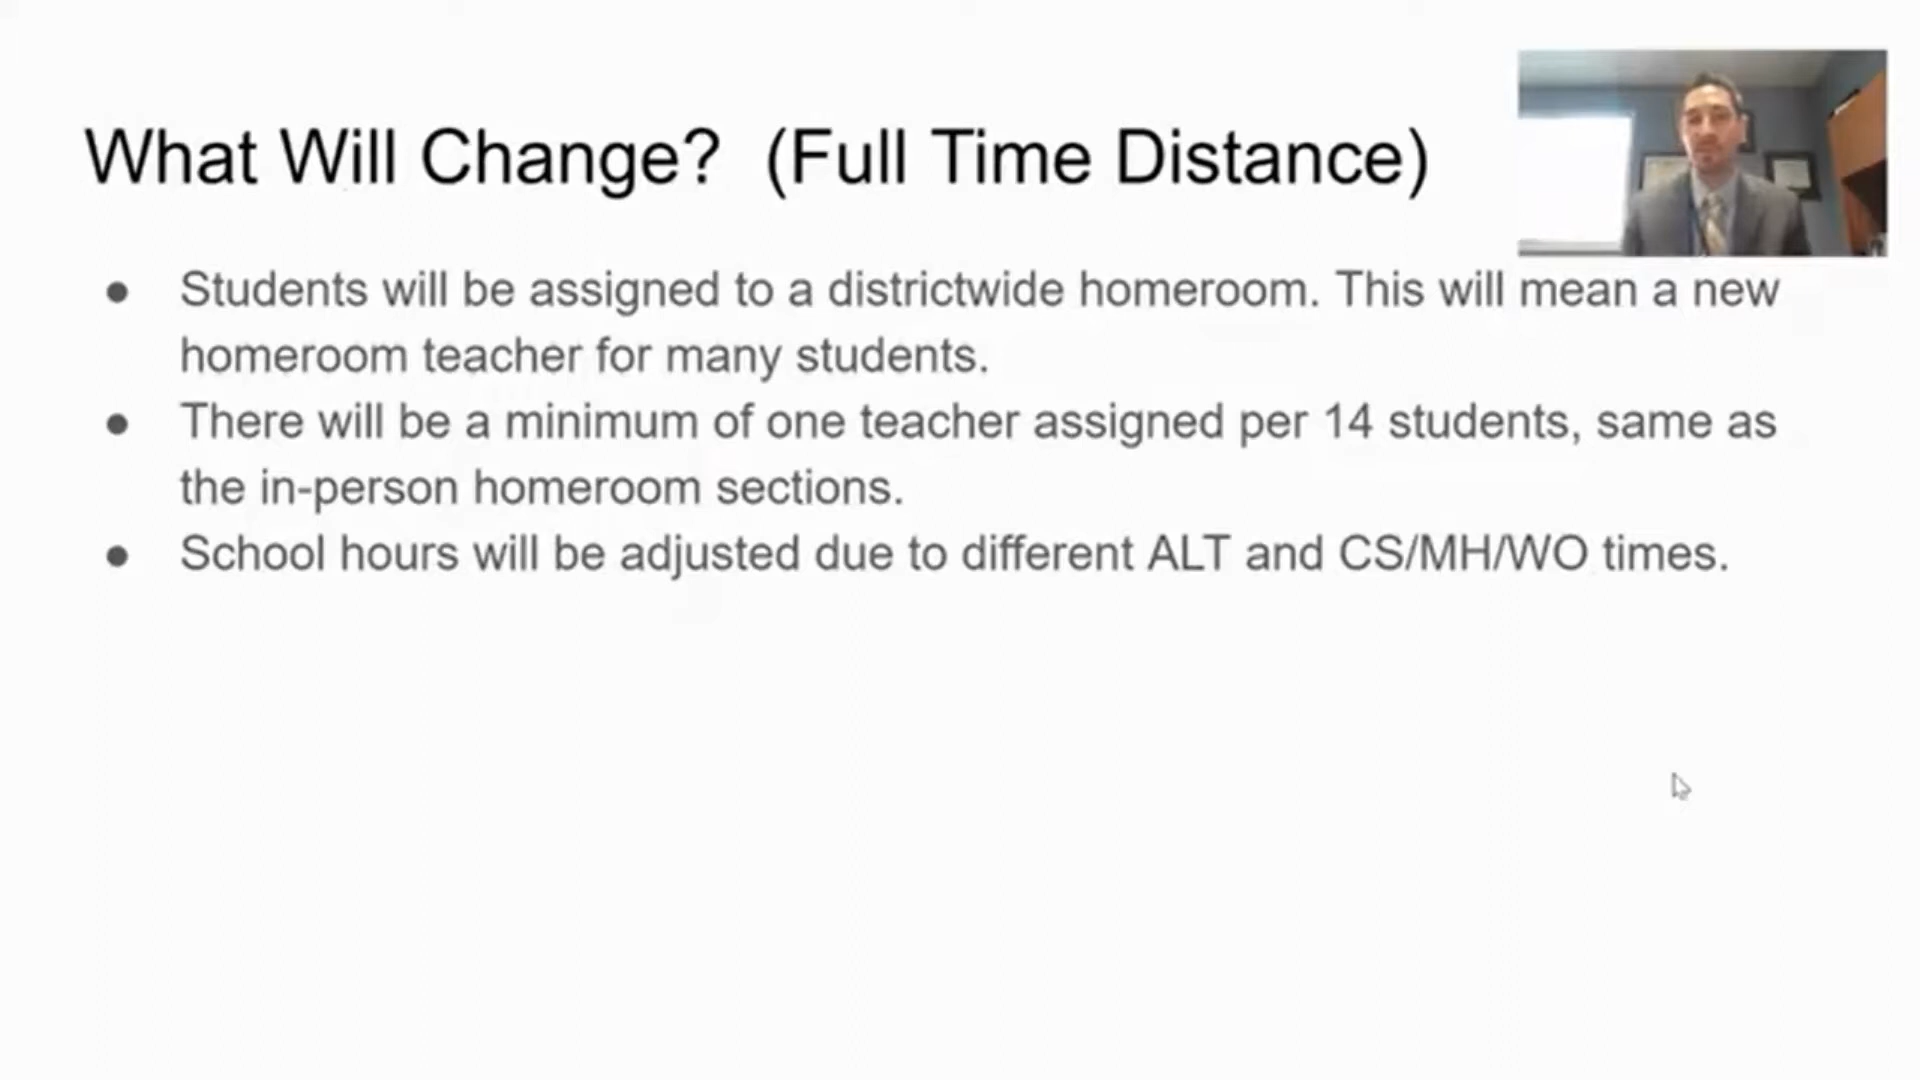 What Will Change? (Full Time Distance)
● Students will be assigned to a districtwide homeroom. This will mean a new
homeroom teacher for many students.
● There will be a minimum of one teacher assigned per 14 students, same as
the in-person homeroom sections.
● School hours will be adjusted due to different ALT and CS/MH/WO times.